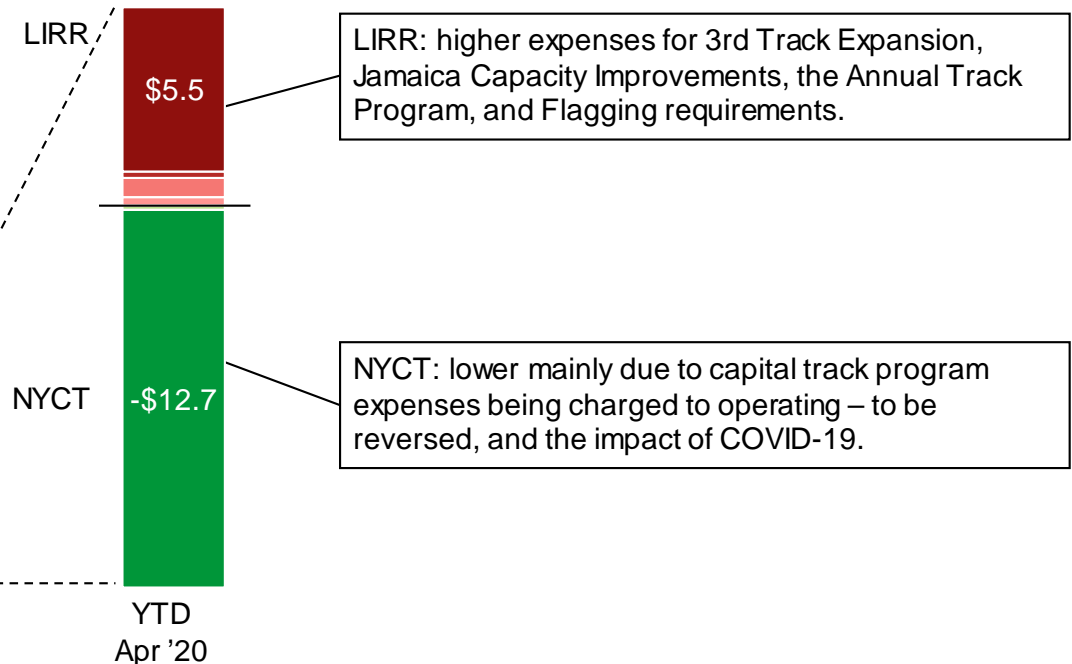 LIRR
$5.5
LIRR: higher expenses for 3rd Track Expansion,
Jamaica Capacity Improvements, the Annual Track
Program, and Flagging requirements.
NYCT
-$12.7
NYCT: lower mainly due to capital track program
expenses being charged to operating – to be
reversed, and the impact of COVID-19.
YTD
Apr ’20